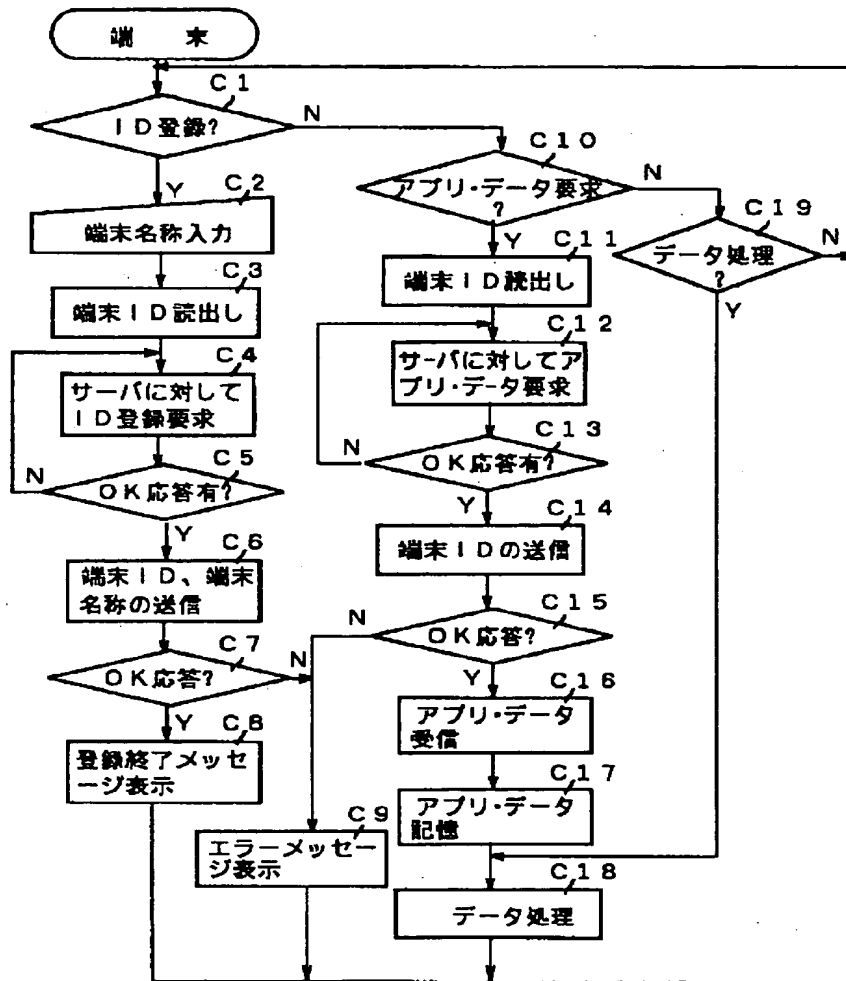 端　末
C1
ID登録?
N
Y
C2
端末名称入力
C3
端末ID読出し
C4
サーバに対して
ID登録要求
C5
N
OK応答有?
Y
C6
端末ID、端末
名称の送信
C7
OK応答?
N
Y
C8
登録終了メッセ
ージ表示
C9
エラーメッセー
ジ表示
C10
アプリ・データ要求
?
N
Y
C11
端末ID読出し
C12
サーバに対してア
プリ・データ要求
C13
N
OK応答有?
Y
C14
端末IDの送信
C15
N
OK応答?
Y
C16
アプリ・データ
受信
C17
アプリ・データ
記憶
C18
データ処理
C19
データ処理
?
N
Y